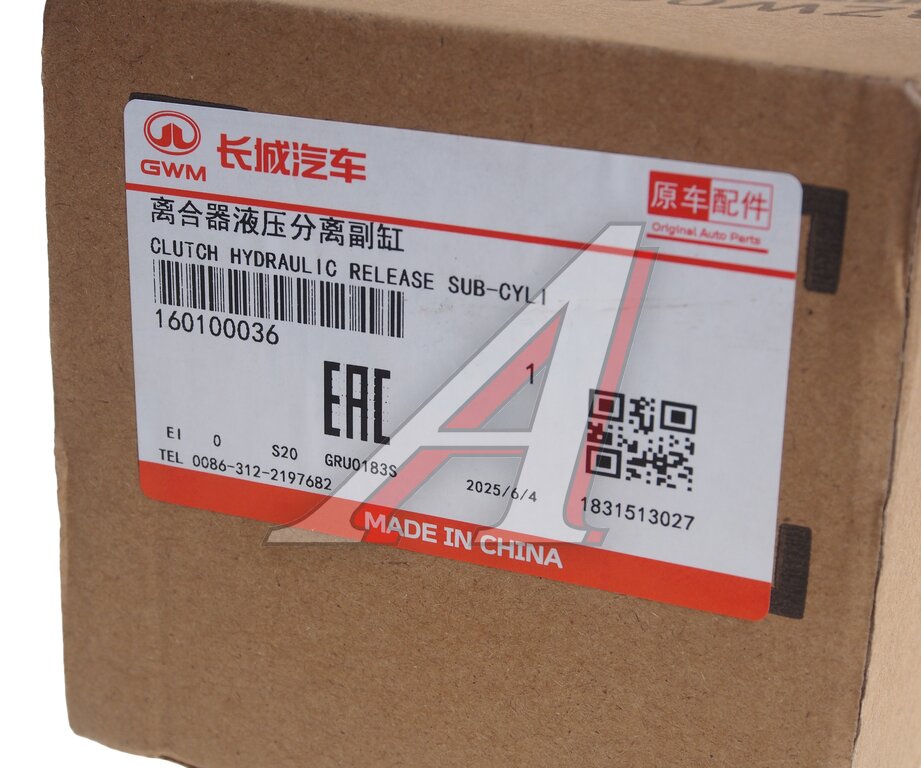 GWM 长城汽车
原车配件
Original Auto Parts
离合器液压分离副缸
CLUTCH HYDRAULIC RELEASE SUB-CYLI
160100036
1
EAC
EI 0 S20 GRU0183S
TEL 0086-312-2197682
2025/6/4
1831513027
MADE IN CHINA